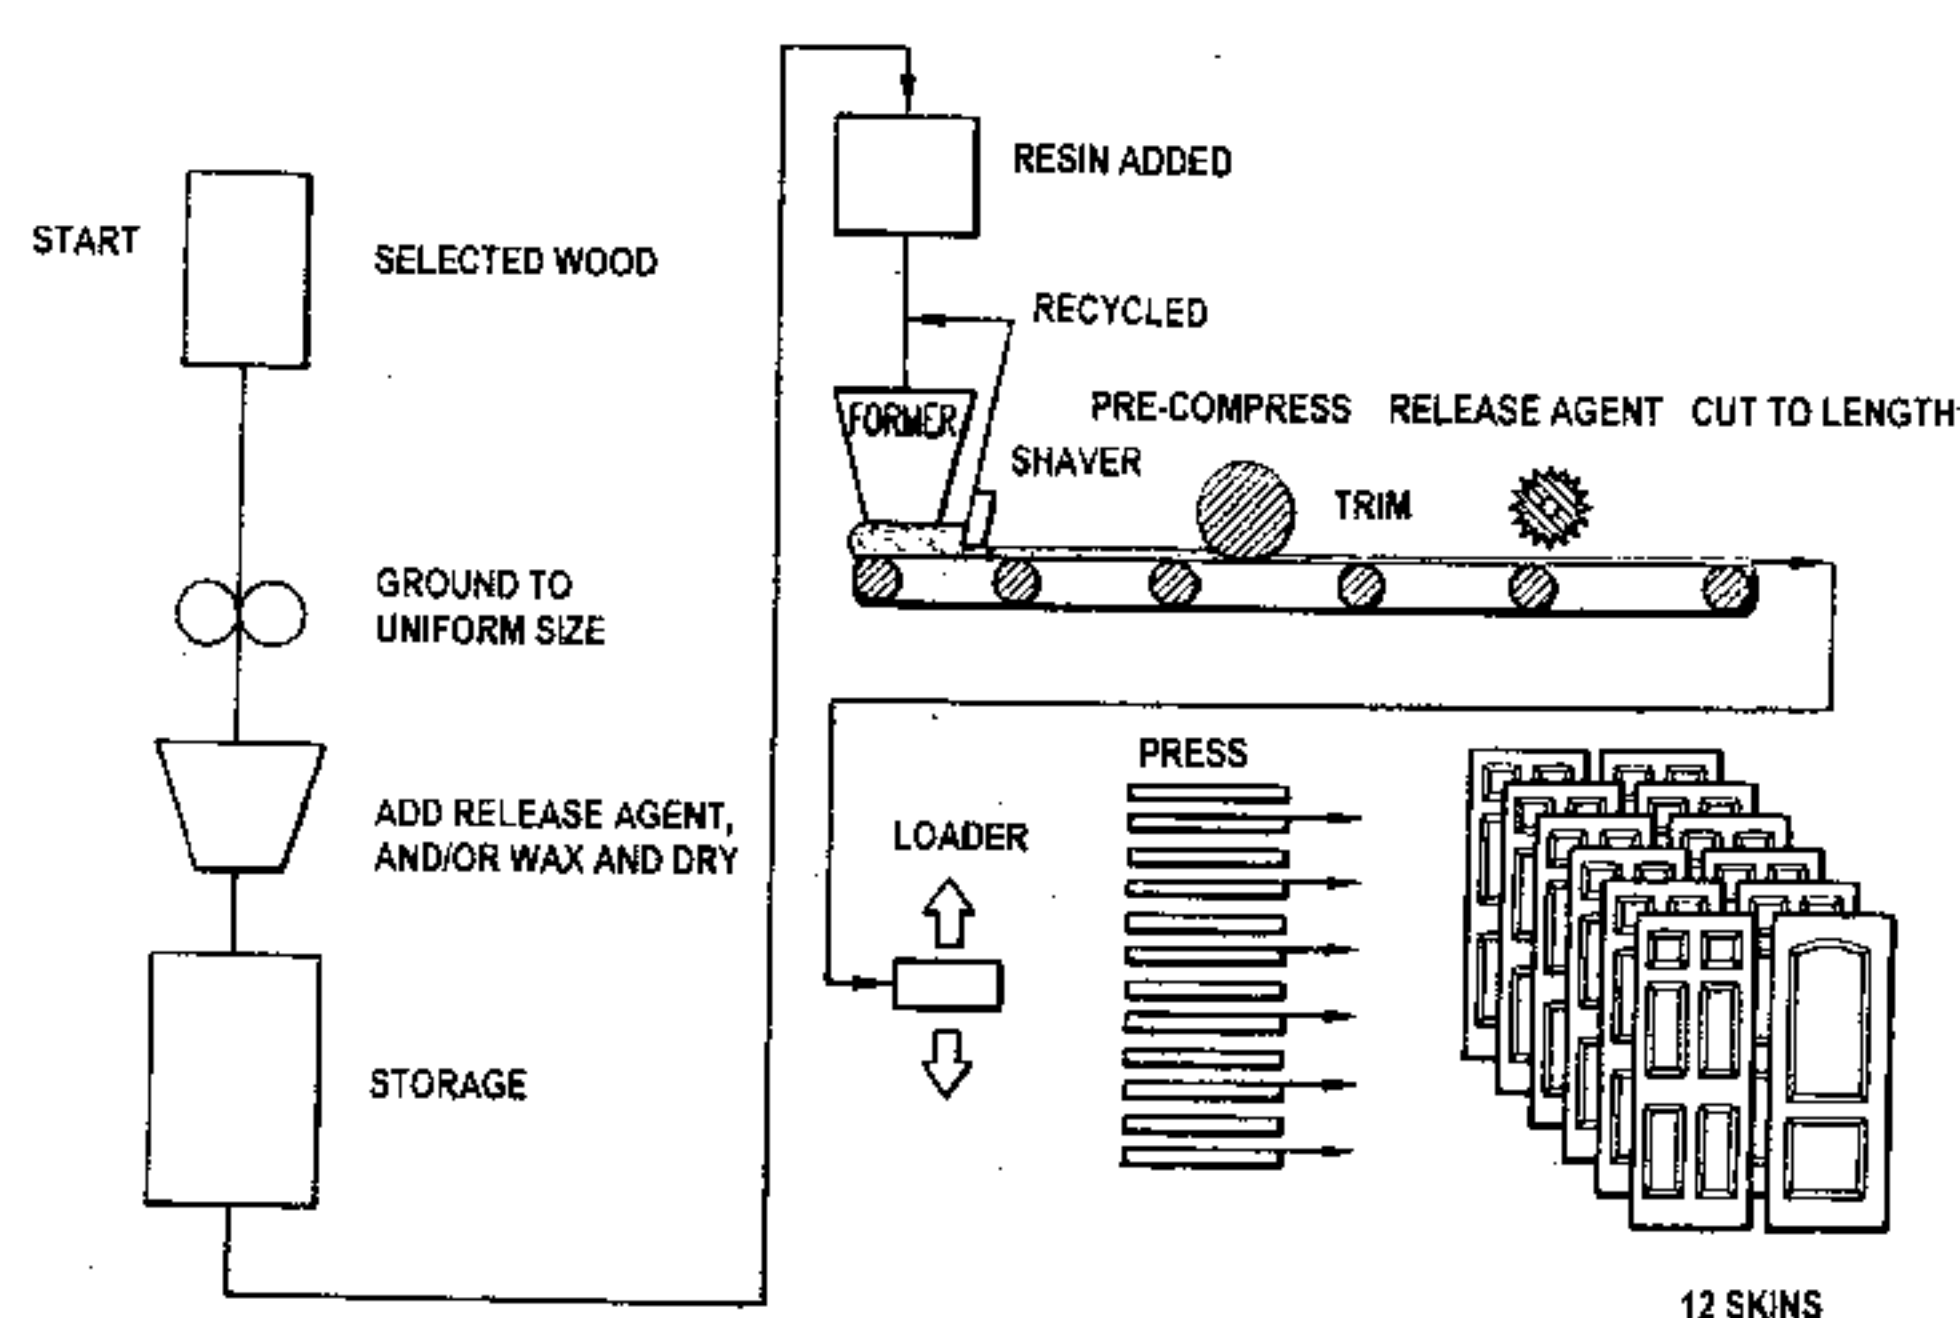 START
SELECTED WOOD
GROUND TO
UNIFORM SIZE
ADD RELEASE AGENT,
AND/OR WAX AND DRY
STORAGE
RESIN ADDED
RECYCLED
FORMER
SHAVER
PRE-COMPRESS
TRIM
RELEASE AGENT
CUT TO LENGTH
LOADER
PRESS
12 SKINS